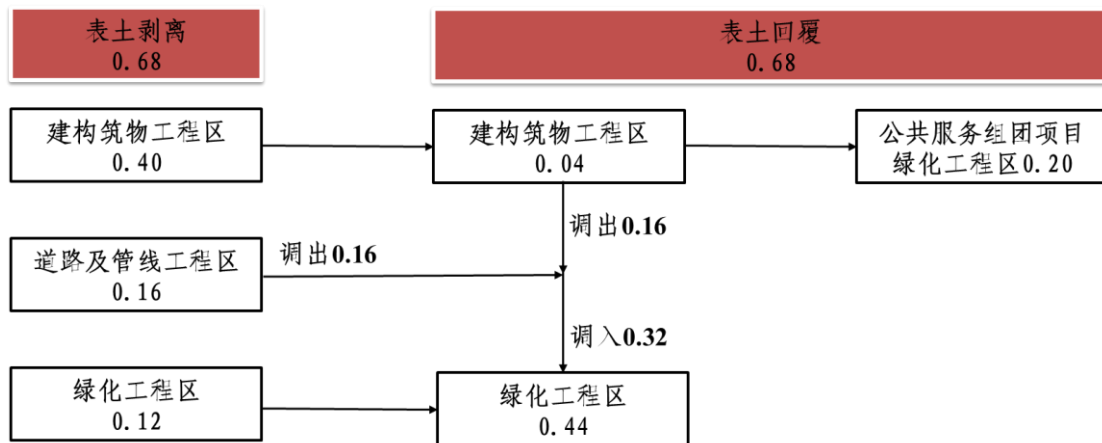 表土剥离
0.68
表土回覆
0.68
建构筑物工程区
0.40
建构筑物工程区
0.04
公共服务组团项目
绿化工程区0.20
调出0.16
道路及管线工程区
0.16
调出0.16
调入0.32
绿化工程区
0.12
绿化工程区
0.44